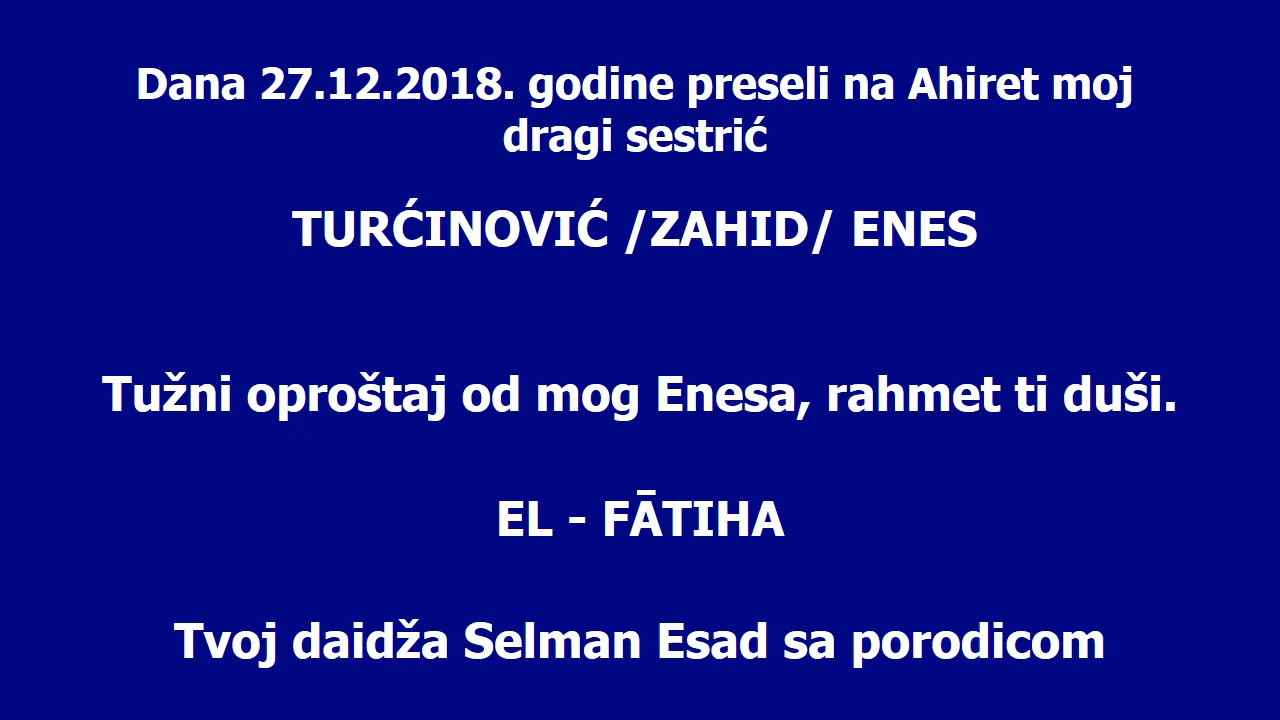 Dana 27.12.2018. godine preseli na Ahiret moj
dragi sestrić
TURĆINOVIĆ /ZAHID/ ENES
Tužni oproštaj od mog Enesa, rahmet ti duši.
EL - FĀTIHA
Tvoj daidža Selman Esad sa porodicom